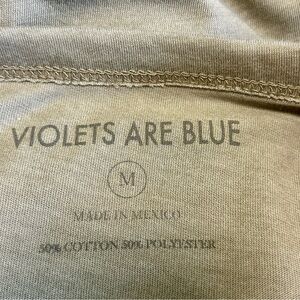 VIOLETS ARE BLUE
M
MADE IN MEXICO
50% COTTON 50% POLYESTER